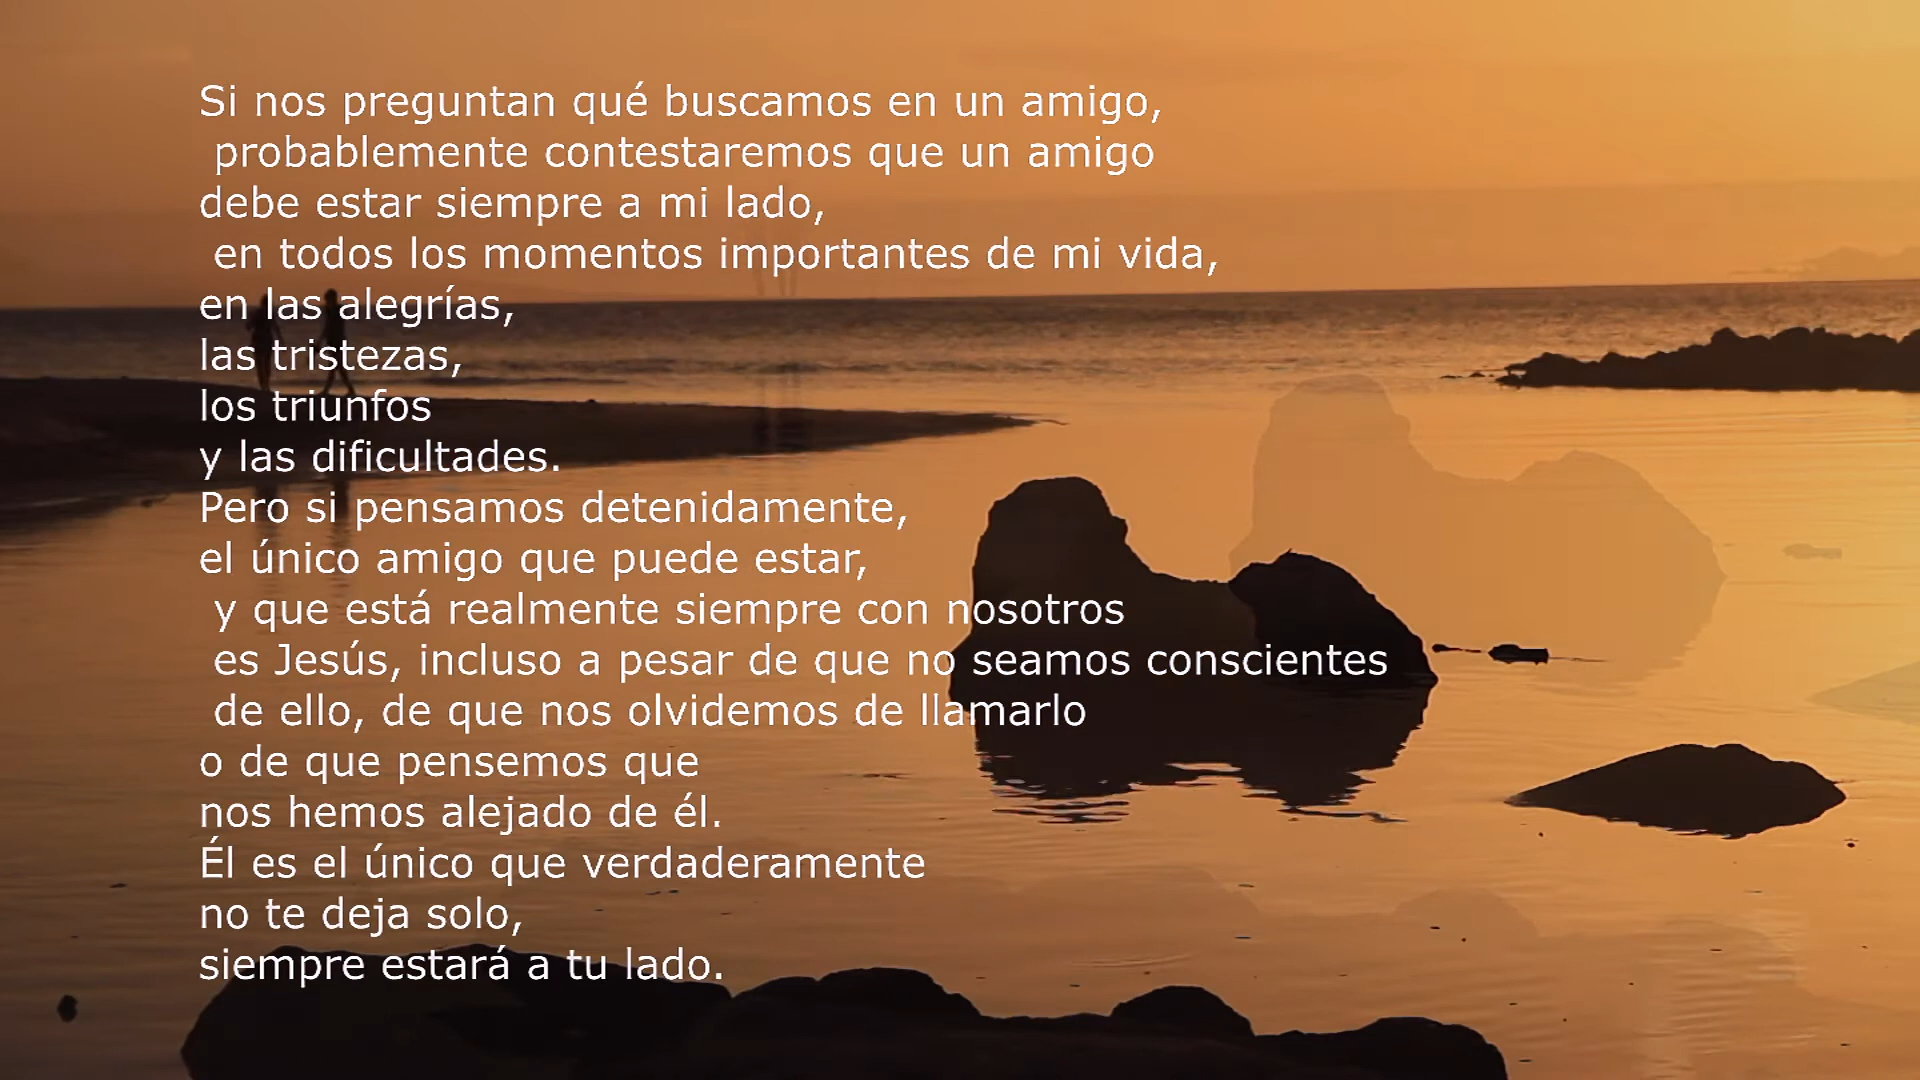 Si nos preguntan qué buscamos en un amigo,
probablemente contestaremos que un amigo
debe estar siempre a mi lado,
en todos los momentos importantes de mi vida,
en las alegrías,
las tristezas,
los triunfos
y las dificultades.
Pero si pensamos detenidamente,
el único amigo que puede estar,
y que está realmente siempre con nosotros
es Jesús, incluso a pesar de que no seamos conscientes
de ello, de que nos olvidemos de llamarlo
o de que pensemos que
nos hemos alejado de él.
Él es el único que verdaderamente
no te deja solo,
siempre estará a tu lado.